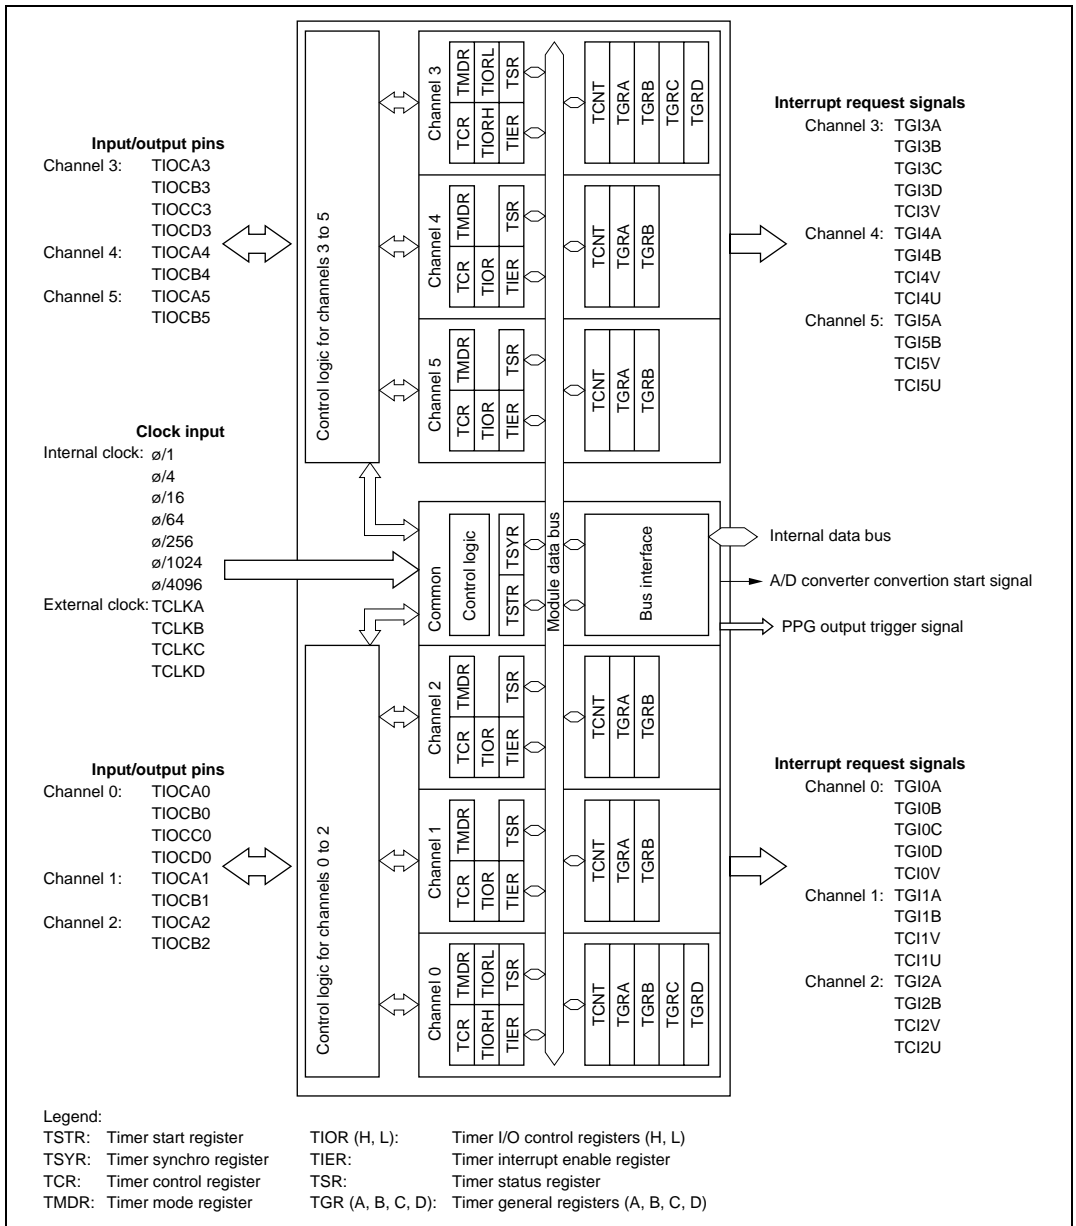 Input/output pins
Channel 3: TIOCA3
TIOCB3
TIOCC3
TIOCD3
Channel 4: TIOCA4
TIOCB4
Channel 5: TIOCA5
TIOCB5
Clock input
Internal clock: ø/1
ø/4
ø/16
ø/64
ø/256
ø/1024
ø/4096
External clock: TCLKA
TCLKB
TCLKC
TCLKD
Input/output pins
Channel 0: TIOCA0
TIOCB0
TIOCC0
TIOCD0
Channel 1: TIOCA1
TIOCB1
Channel 2: TIOCA2
TIOCB2
Control logic for channels 3 to 5
Control logic for channels 0 to 2
Channel 3
TCR TMDR
TIORH TIORL
TIER TSR
TCNT
TGRA
TGRB
TGRC
TGRD
Channel 4
TCR TMDR
TIOR
TIER TSR
TCNT
TGRA
TGRB
Channel 5
TCR TMDR
TIOR
TIER TSR
TCNT
TGRA
TGRB
Common
Control logic
TSTR TSYR
Module data bus
Bus interface
Channel 2
TCR TMDR
TIOR
TIER TSR
TCNT
TGRA
TGRB
Channel 1
TCR TMDR
TIOR
TIER TSR
TCNT
TGRA
TGRB
Channel 0
TCR TMDR
TIORH TIORL
TIER TSR
TCNT
TGRA
TGRB
TGRC
TGRD
Interrupt request signals
Channel 3: TGI3A
TGI3B
TGI3C
TGI3D
TCI3V
Channel 4: TGI4A
TGI4B
TCI4V
TCI4U
Channel 5: TGI5A
TGI5B
TCI5V
TCI5U
Internal data bus
A/D converter convertion start signal
PPG output trigger signal
Interrupt request signals
Channel 0: TGI0A
TGI0B
TGI0C
TGI0D
TCI0V
Channel 1: TGI1A
TGI1B
TCI1V
TCI1U
Channel 2: TGI2A
TGI2B
TCI2V
TCI2U
Legend:
TSTR: Timer start register TIOR (H, L): Timer I/O control registers (H, L)
TSYR: Timer synchro register TIER: Timer interrupt enable register
TCR: Timer control register TSR: Timer status register
TMDR: Timer mode register TGR (A, B, C, D): Timer general registers (A, B, C, D)